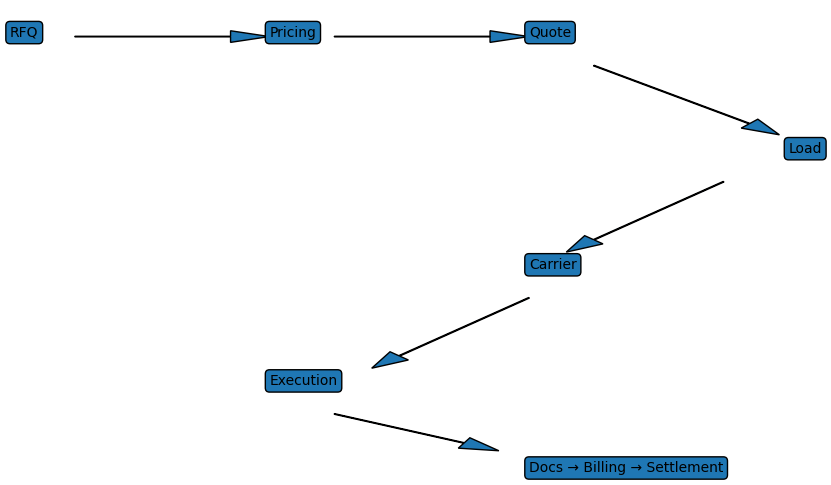 RFQ
Pricing
Quote
Load
Carrier
Execution
Docs → Billing → Settlement